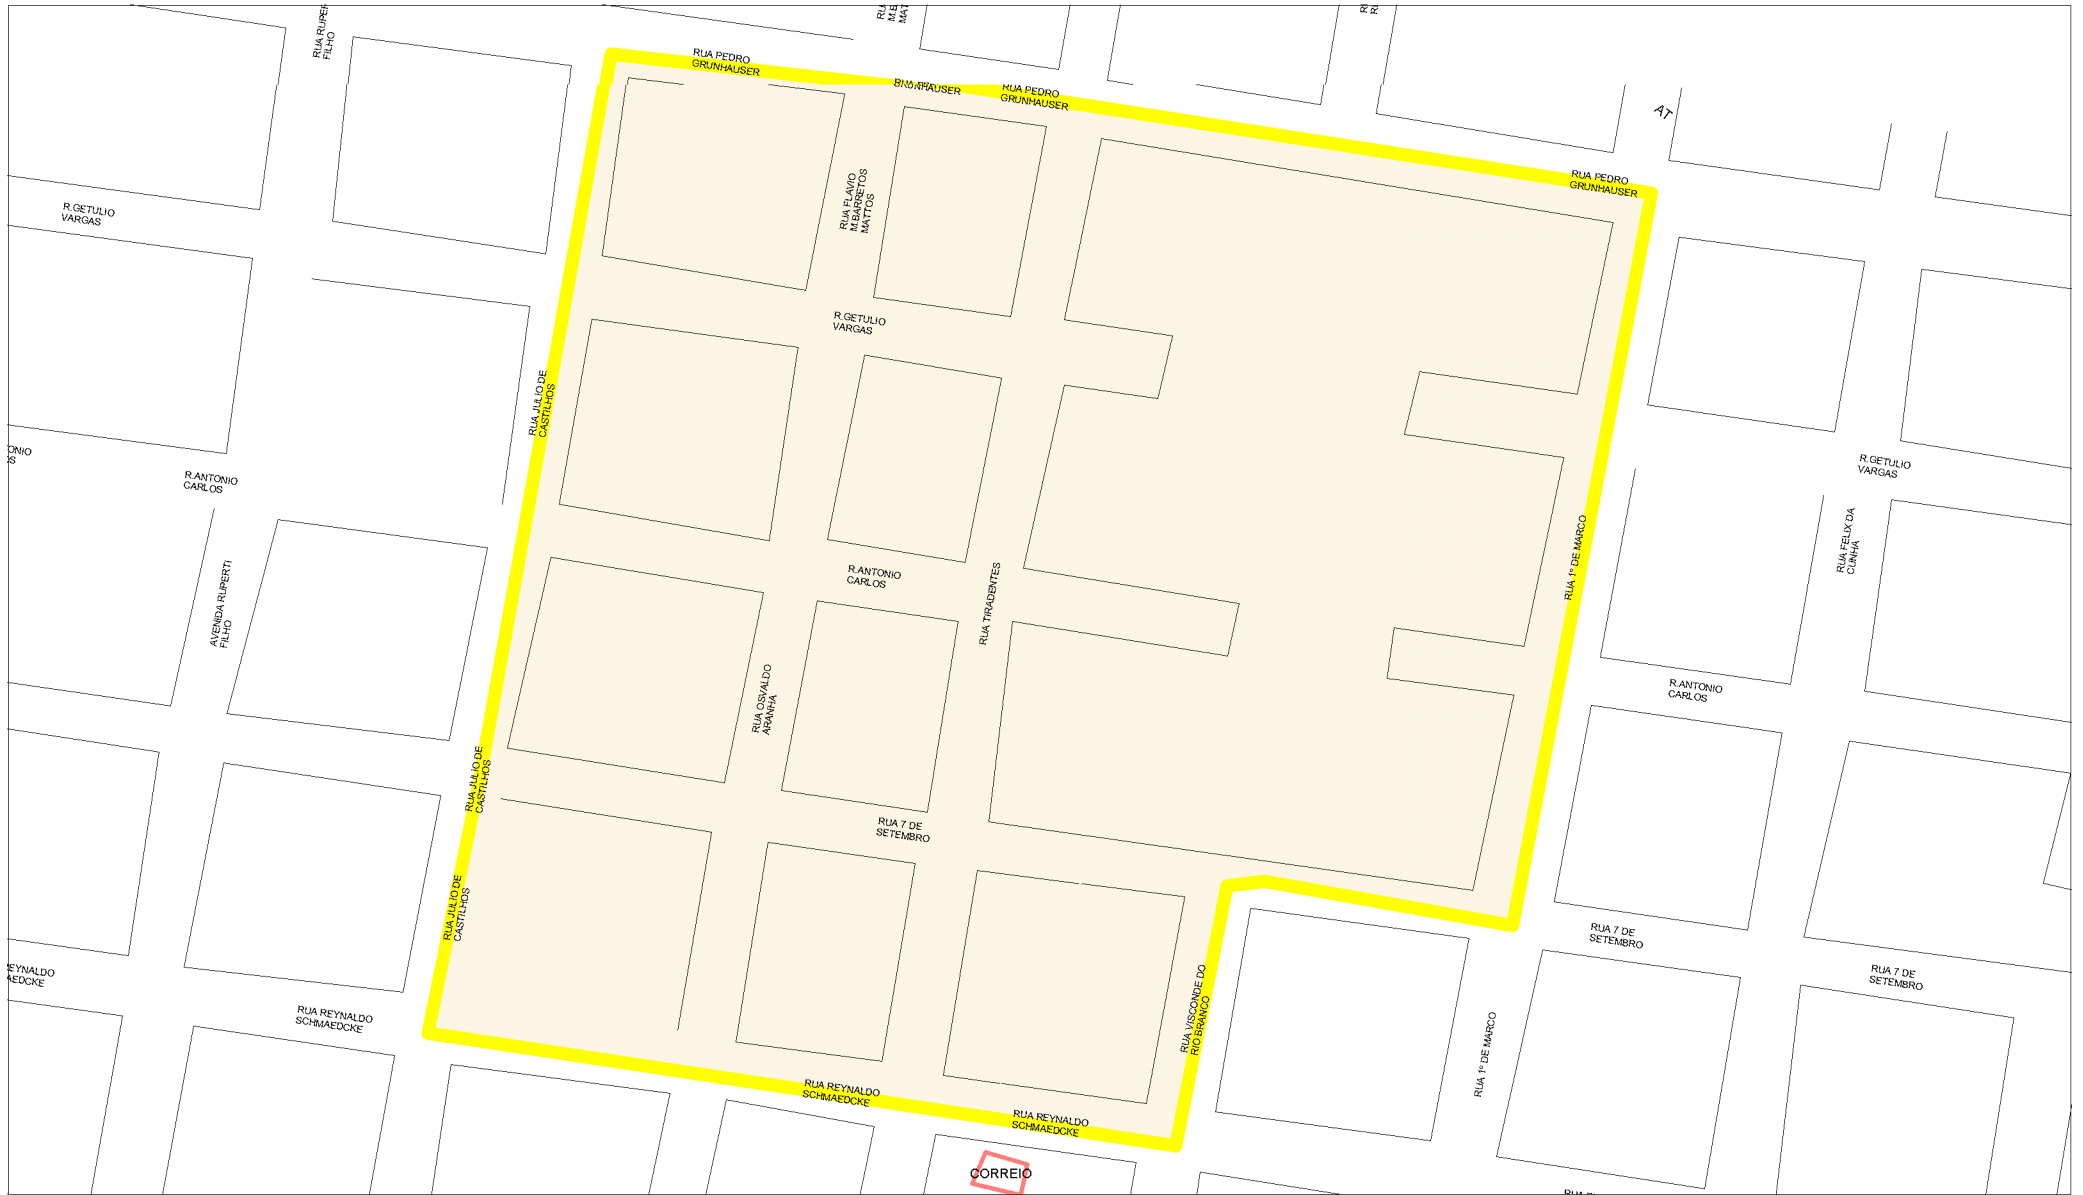 RUA PEDRO
GRUNHAUSER
RUA PEDRO
GRUNHAUSER
AT
RUA PEDRO
GRUNHAUSER
R.GETULIO
VARGAS
RUA FLAVIO
M.BARRETOS
MATTOS
R.GETULIO
VARGAS
RUA JULIO DE
CASTILHOS
R.ANTONIO
CARLOS
R.GETULIO
VARGAS
RUA 1º DE MARCO
RUA FELIX DA
CUNHA
AVENIDA RUPERTI
FILHO
R.ANTONIO
CARLOS
RUA TIRADENTES
RUA OSVALDO
ARANHA
R.ANTONIO
CARLOS
RUA JULIO DE
CASTILHOS
RUA 7 DE
SETEMBRO
RUA JULIO DE
CASTILHOS
RUA 7 DE
SETEMBRO
RUA 7 DE
SETEMBRO
RUA REYNALDO
SCHMAEDCKE
RUA VISCONDE DO
RIO BRANCO
RUA 1º DE MARCO
RUA REYNALDO
SCHMAEDCKE
RUA REYNALDO
SCHMAEDCKE
CORREIO